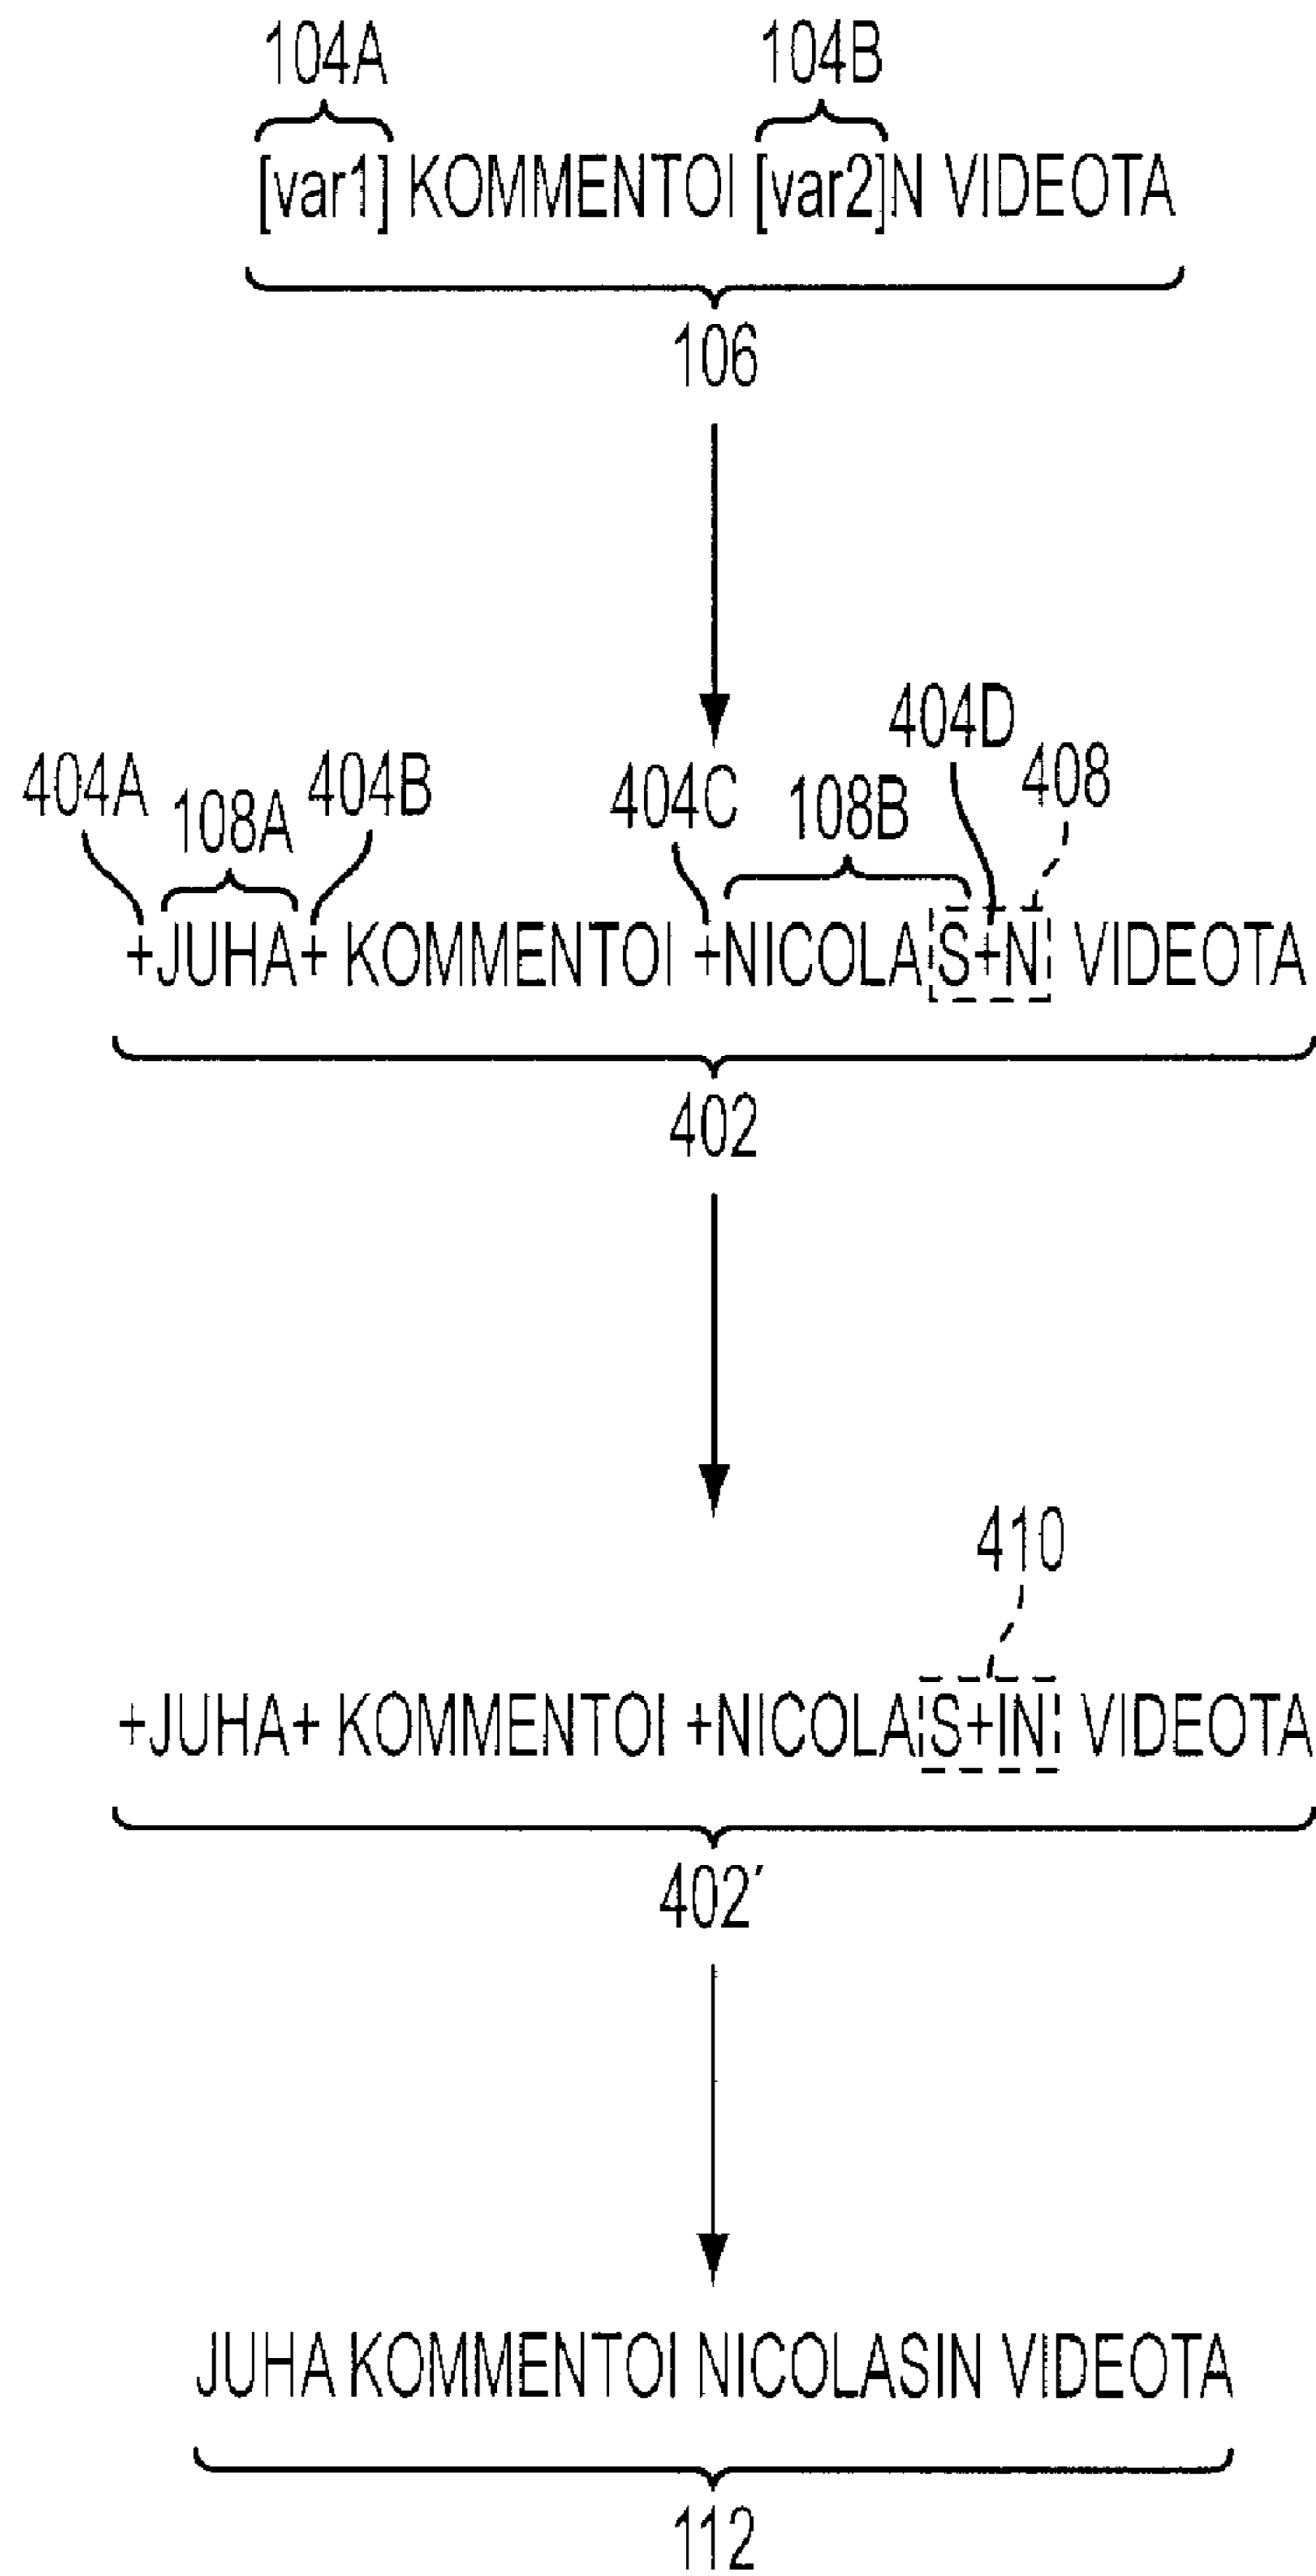 104A 104B
[var1] KOMMENTOI [var2]N VIDEOTA
106
404D
404A 108A 404B 404C 108B 408
+JUHA+ KOMMENTOI +NICOLAS+N VIDEOTA
402
410
+JUHA+ KOMMENTOI +NICOLAS+IN VIDEOTA
402′
JUHA KOMMENTOI NICOLASIN VIDEOTA
112